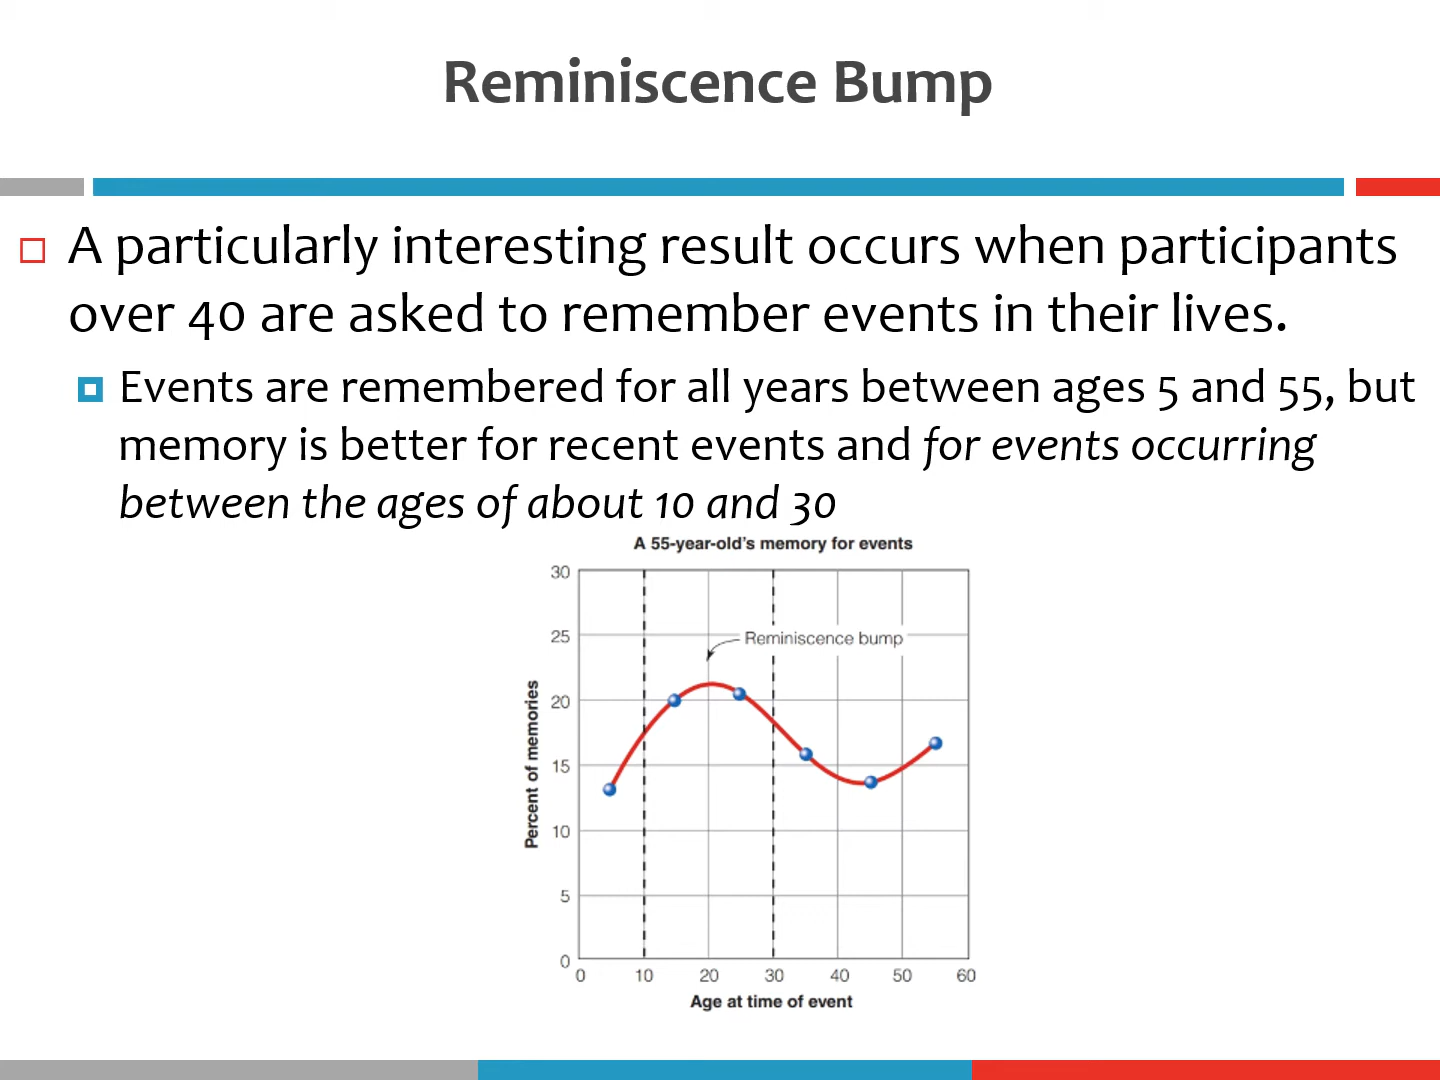 Reminiscence Bump
A particularly interesting result occurs when participants
over 40 are asked to remember events in their lives.
Events are remembered for all years between ages 5 and 55, but
memory is better for recent events and for events occurring
between the ages of about 10 and 30
A 55-year-old's memory for events
30
25
Reminiscence bump
20
15
10
5
0
Percent of memories
0 10 20 30 40 50 60
Age at time of event